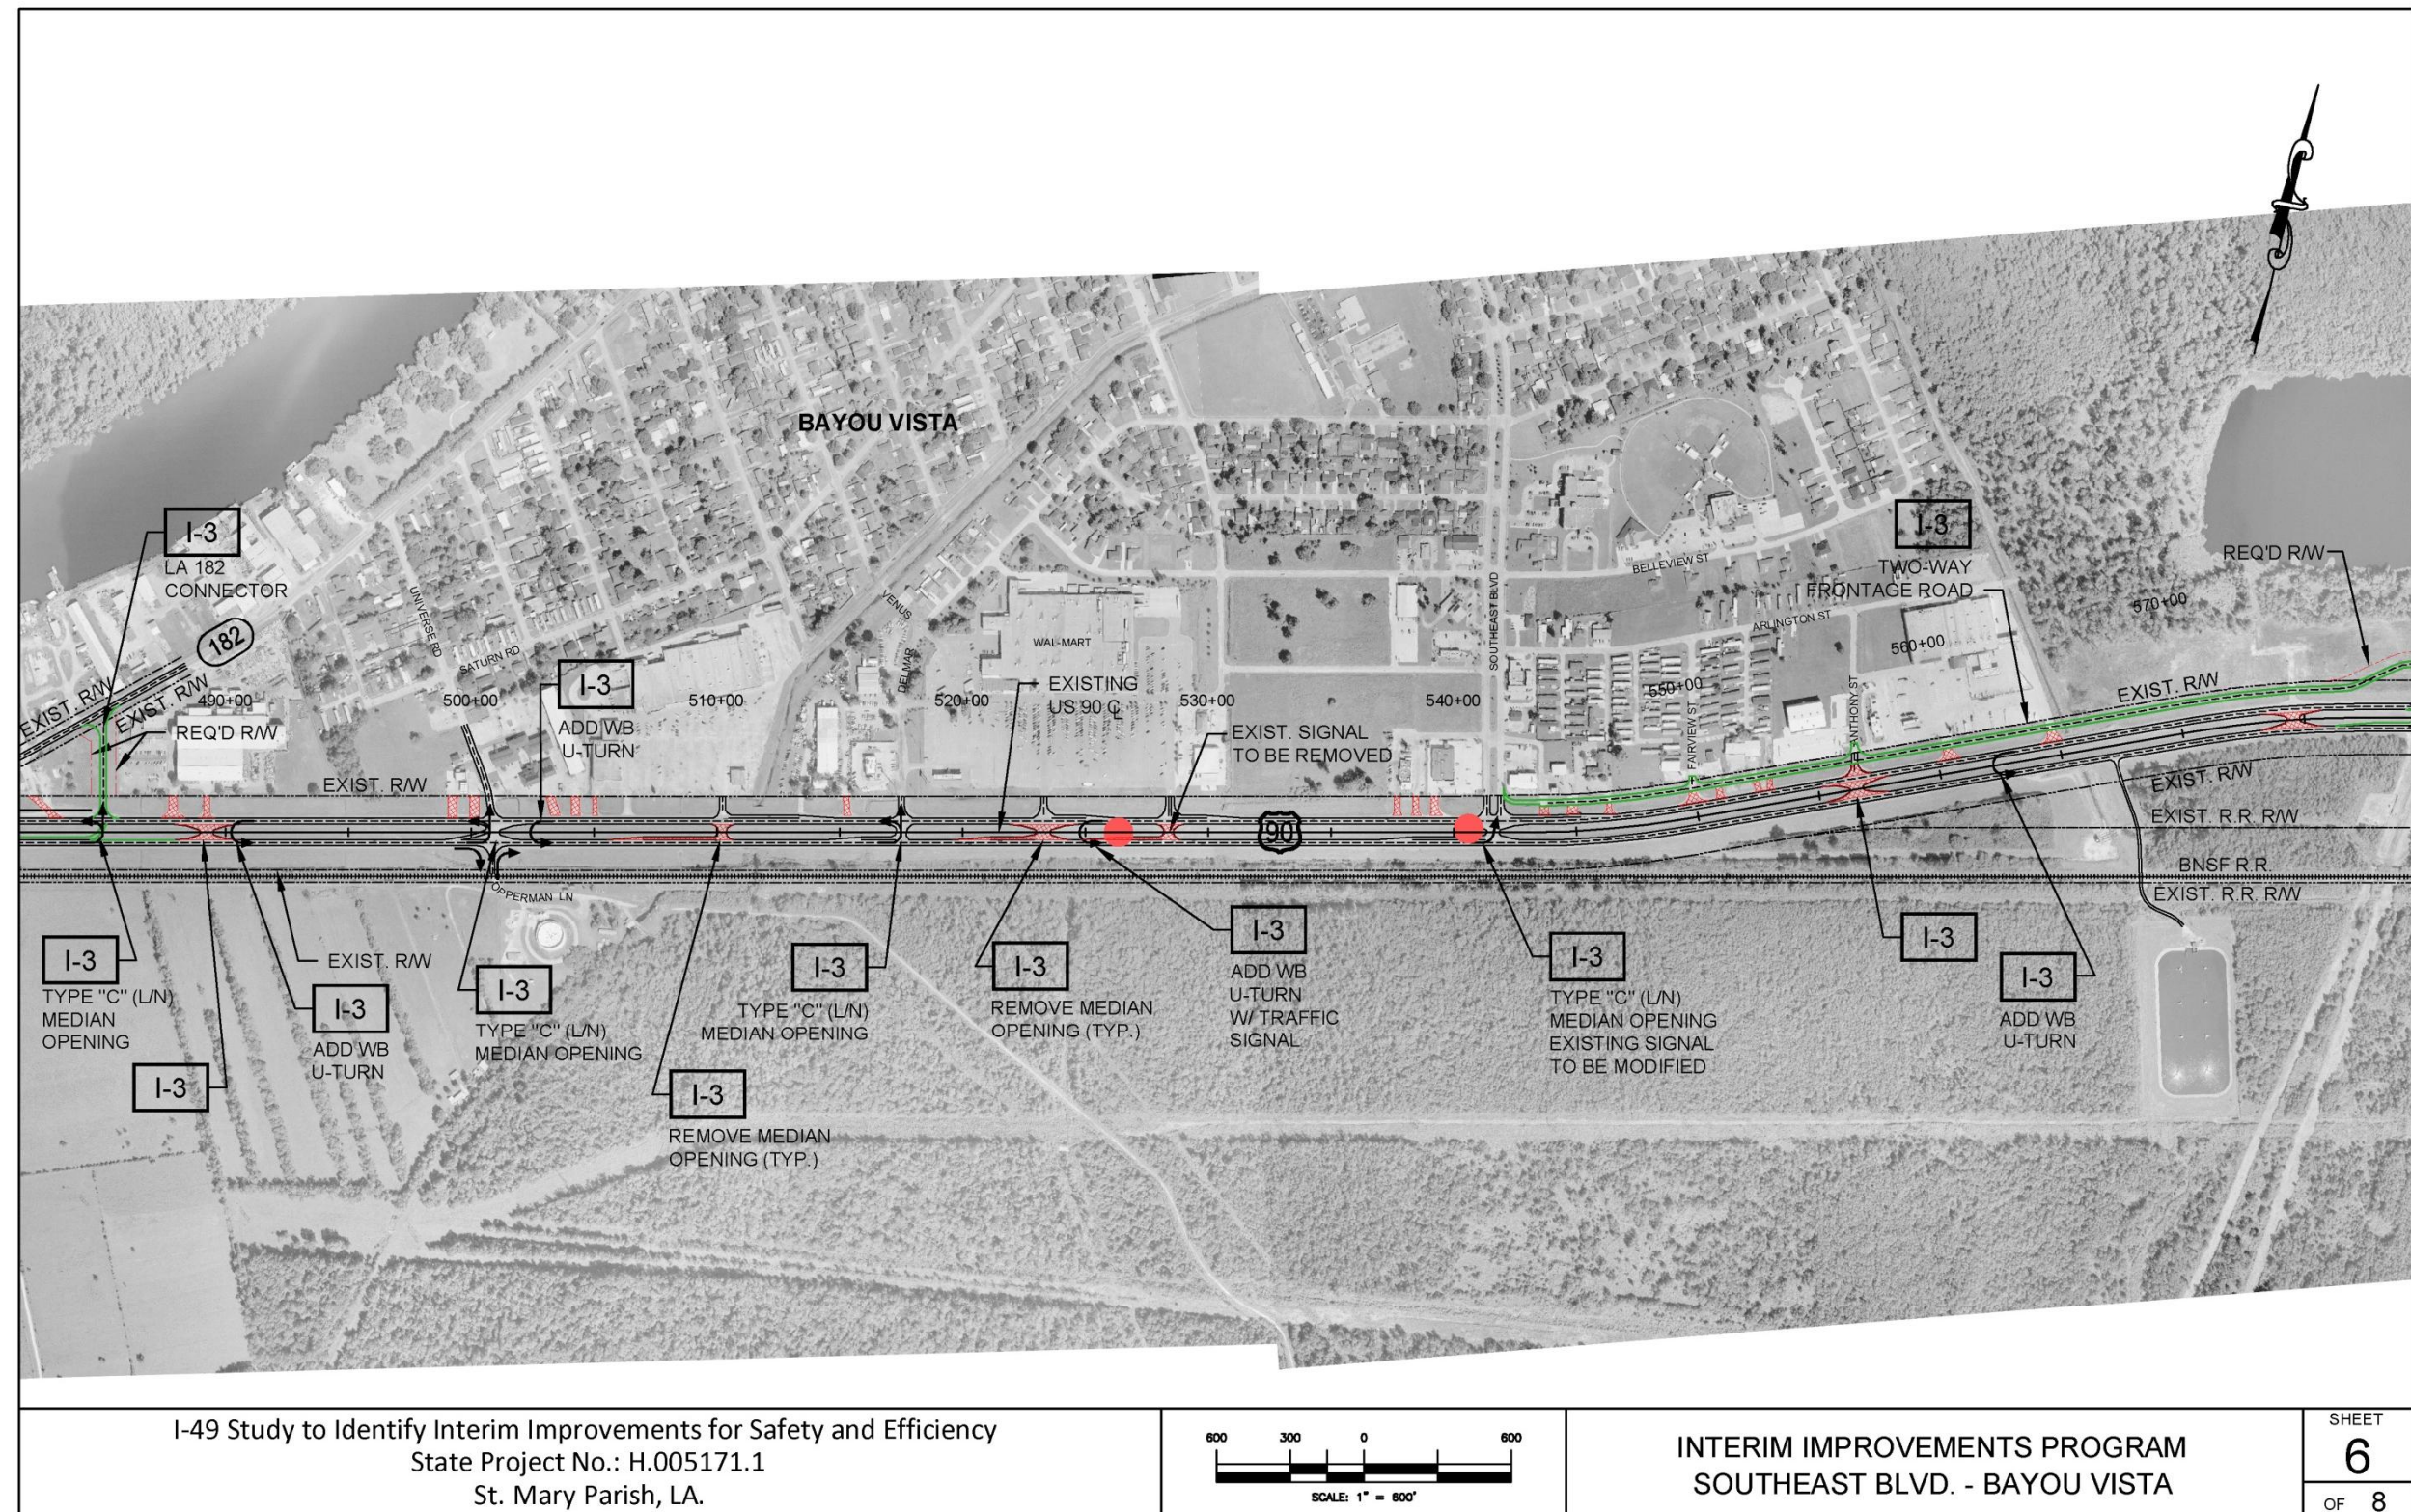 BAYOU VISTA
I-3
LA 182
CONNECTOR
I-3
TWO-WAY
FRONTAGE ROAD
REQ'D R/W
BELLEVIEW ST
ARLINGTON ST
570+00
560+00
550+00
UNIVERSE RD
SATURN RD
VENUS
DELMAR
WAL-MART
SOUTHEAST BLVD
FAIRVIEW ST
ANTHONY ST
182
EXIST. R/W
EXIST. R/W
490+00
500+00
510+00
520+00
530+00
540+00
REQ'D R/W
I-3
ADD WB
U-TURN
EXISTING
US 90 CL
EXIST. SIGNAL
TO BE REMOVED
EXIST. R/W
EXIST. R/W
90
EXIST. R/W
EXIST. R.R. R/W
BNSF R.R.
EXIST. R.R. R/W
OPPERMAN LN
I-3
TYPE "C" (L/N)
MEDIAN
OPENING
I-3
EXIST. R/W
I-3
ADD WB
U-TURN
I-3
TYPE "C" (L/N)
MEDIAN OPENING
I-3
REMOVE MEDIAN
OPENING (TYP.)
I-3
TYPE "C" (L/N)
MEDIAN OPENING
I-3
REMOVE MEDIAN
OPENING (TYP.)
I-3
ADD WB
U-TURN
W/ TRAFFIC
SIGNAL
I-3
TYPE "C" (L/N)
MEDIAN OPENING
EXISTING SIGNAL
TO BE MODIFIED
I-3
I-3
ADD WB
U-TURN
I-49 Study to Identify Interim Improvements for Safety and Efficiency
State Project No.: H.005171.1
St. Mary Parish, LA.
600 300 0 600
SCALE: 1" = 600'
INTERIM IMPROVEMENTS PROGRAM
SOUTHEAST BLVD. - BAYOU VISTA
SHEET
6
OF 8